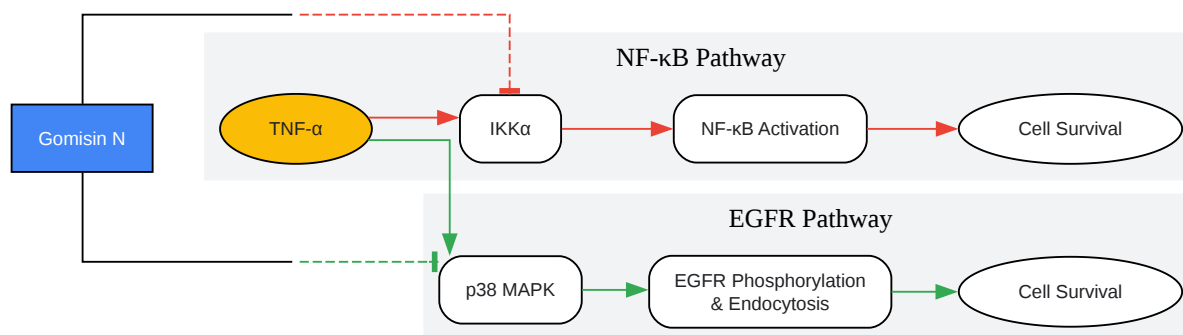 NF-κB Pathway
Gomisin N
TNF-α
IKKα
NF-κB Activation
Cell Survival
EGFR Pathway
p38 MAPK
EGFR Phosphorylation
& Endocytosis
Cell Survival